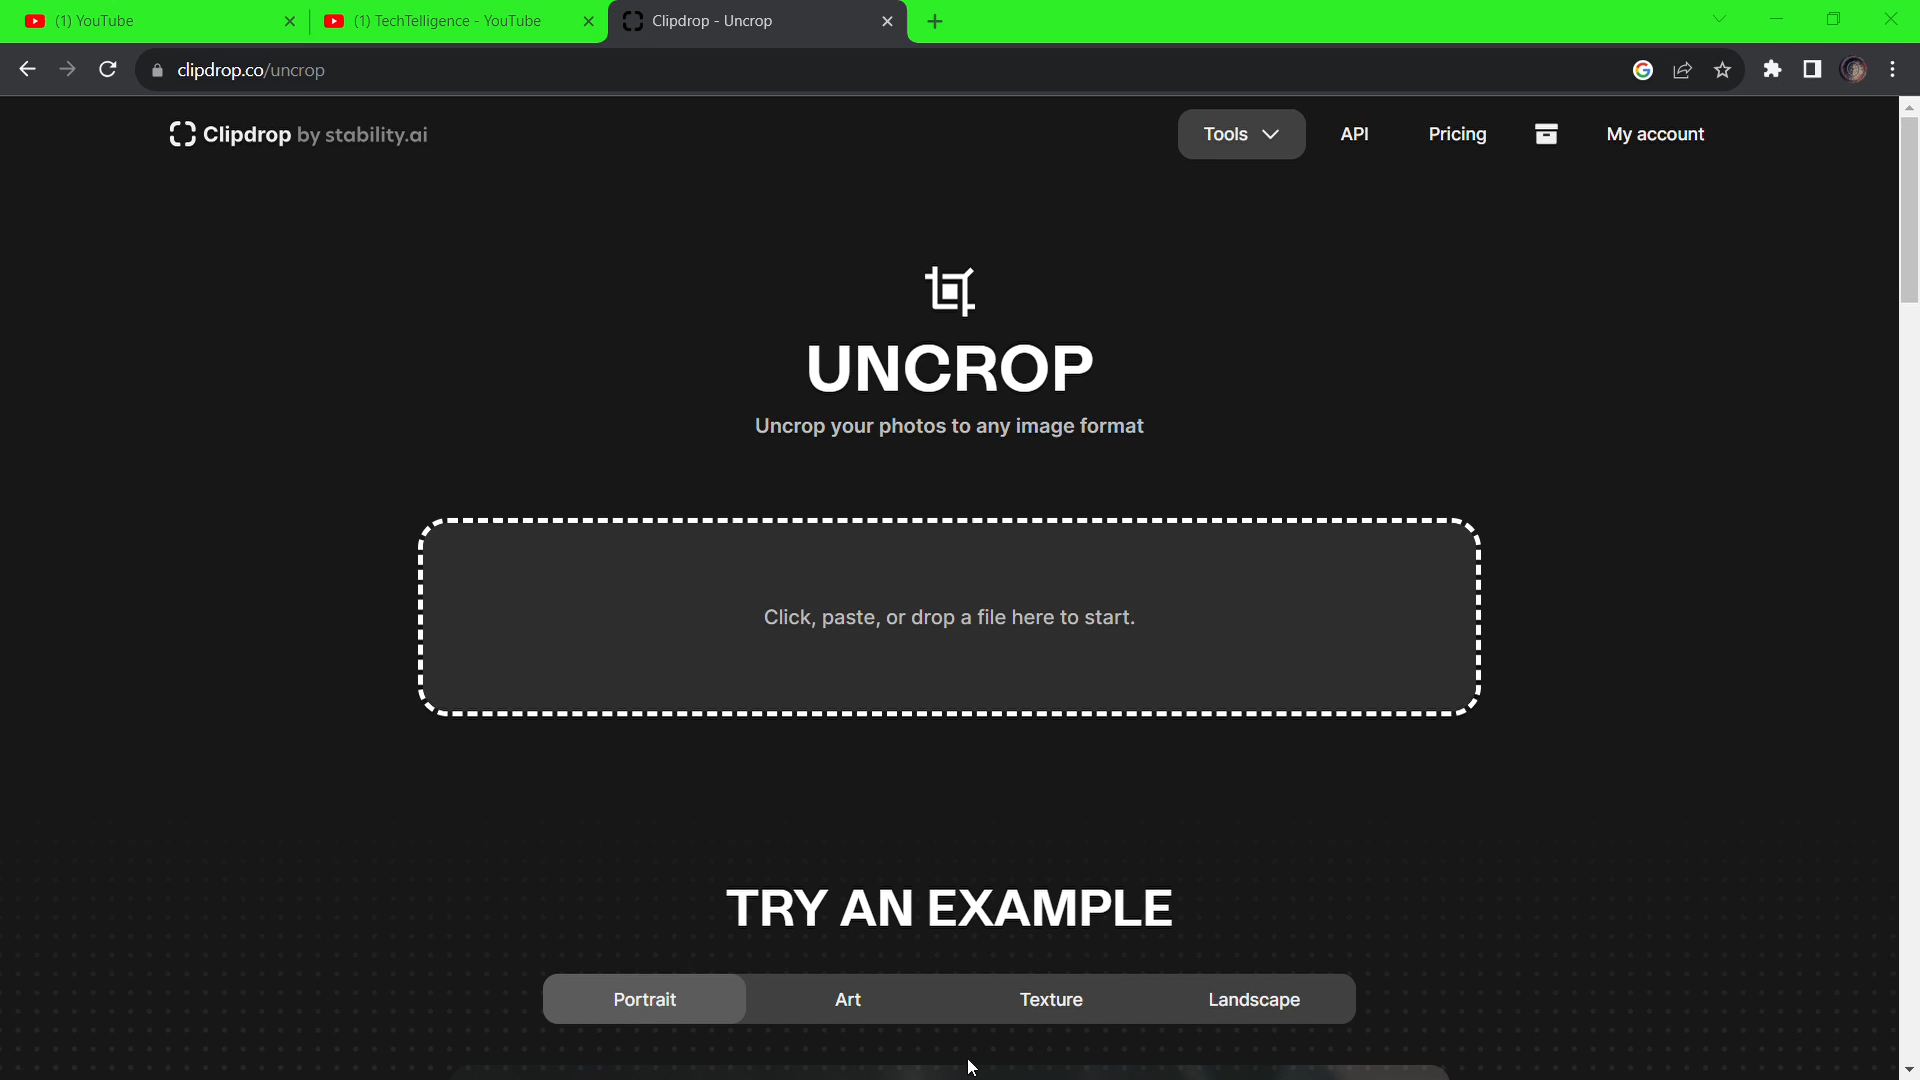 (1) YouTube
(1) TechTelligence - YouTube
Clipdrop - Uncrop
clipdrop.co/uncrop
Clipdrop by stability.ai
Tools
API
Pricing
My account
UNCROP
Uncrop your photos to any image format
Click, paste, or drop a file here to start.
TRY AN EXAMPLE
Portrait
Art
Texture
Landscape